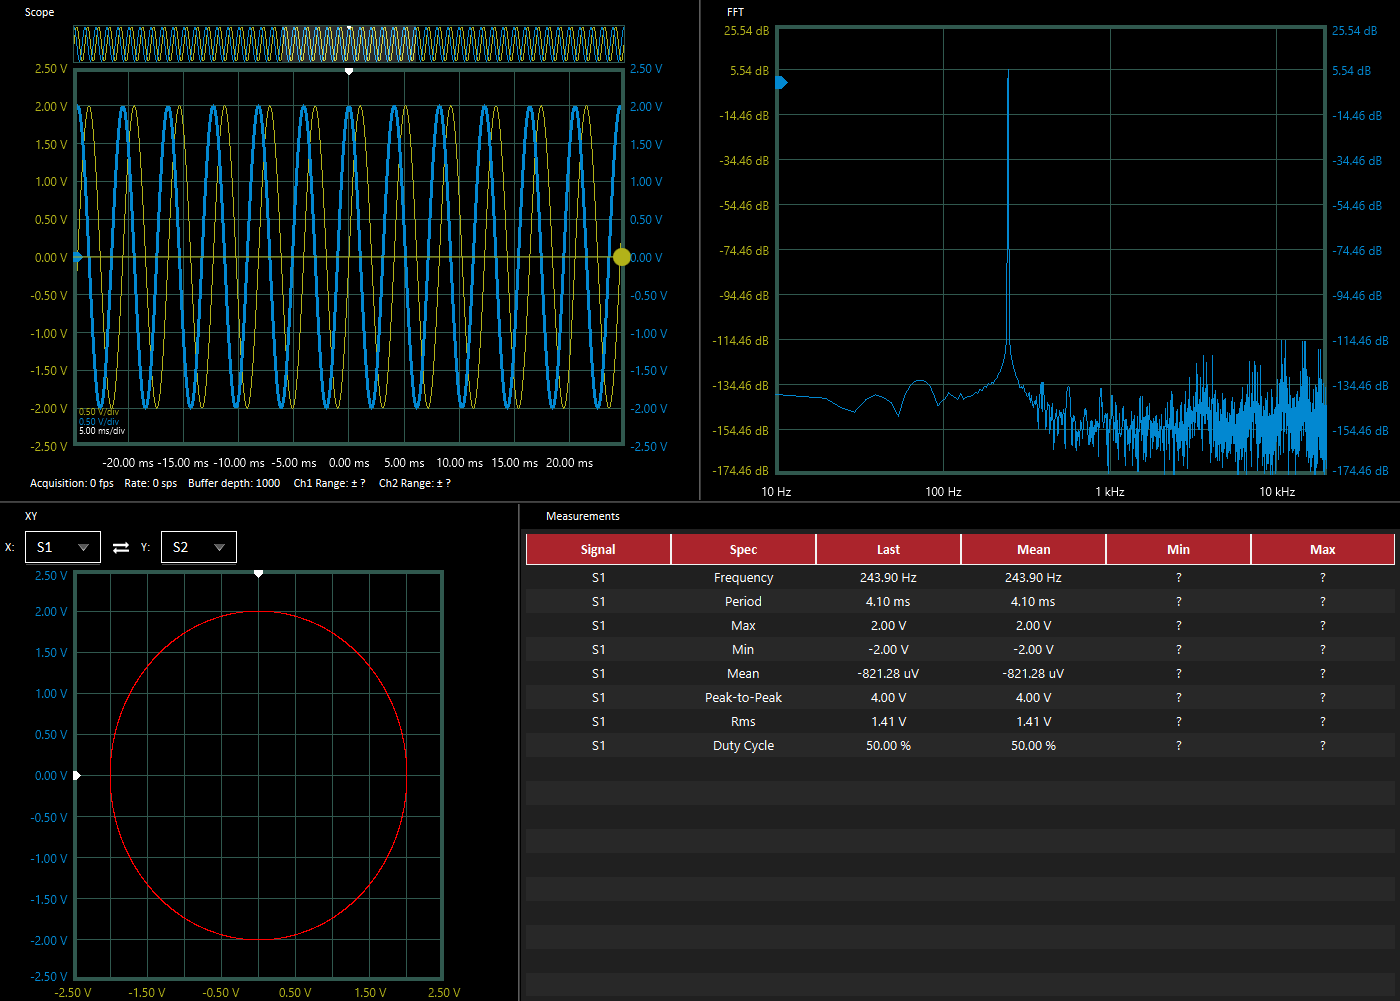 Scope
2.50 V 2.50 V
2.00 V 2.00 V
1.50 V 1.50 V
1.00 V 1.00 V
0.50 V 0.50 V
0.00 V 0.00 V
-0.50 V -0.50 V
-1.00 V -1.00 V
-1.50 V -1.50 V
-2.00 V -2.00 V
0.50 V/div
0.50 V/div
5.00 ms/div
-2.50 V -2.50 V
-20.00 ms -15.00 ms -10.00 ms -5.00 ms 0.00 ms 5.00 ms 10.00 ms 15.00 ms 20.00 ms
Acquisition: 0 fps Rate: 0 sps Buffer depth: 1000 Ch1 Range: ± ? Ch2 Range: ± ?
FFT
25.54 dB 25.54 dB
5.54 dB 5.54 dB
-14.46 dB -14.46 dB
-34.46 dB -34.46 dB
-54.46 dB -54.46 dB
-74.46 dB -74.46 dB
-94.46 dB -94.46 dB
-114.46 dB -114.46 dB
-134.46 dB -134.46 dB
-154.46 dB -154.46 dB
-174.46 dB -174.46 dB
10 Hz 100 Hz 1 kHz 10 kHz
XY
X: S1 Y: S2
2.50 V
2.00 V
1.50 V
1.00 V
0.50 V
0.00 V
-0.50 V
-1.00 V
-1.50 V
-2.00 V
-2.50 V
-2.50 V -1.50 V -0.50 V 0.50 V 1.50 V 2.50 V
Measurements
Signal Spec Last Mean Min Max
S1 Frequency 243.90 Hz 243.90 Hz ? ?
S1 Period 4.10 ms 4.10 ms ? ?
S1 Max 2.00 V 2.00 V ? ?
S1 Min -2.00 V -2.00 V ? ?
S1 Mean -821.28 uV -821.28 uV ? ?
S1 Peak-to-Peak 4.00 V 4.00 V ? ?
S1 Rms 1.41 V 1.41 V ? ?
S1 Duty Cycle 50.00 % 50.00 % ? ?